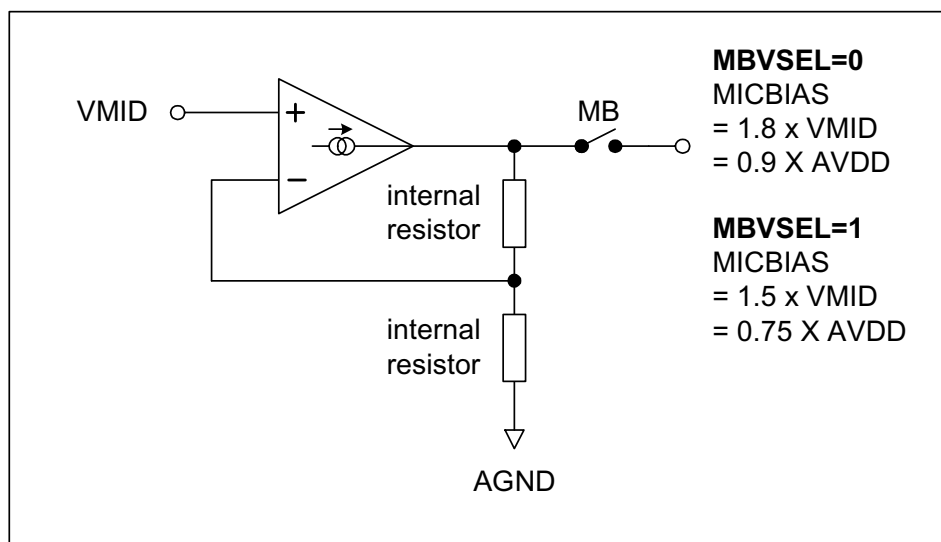 MBVSEL=0
MICBIAS
= 1.8 x VMID
= 0.9 X AVDD
MBVSEL=1
MICBIAS
= 1.5 x VMID
= 0.75 X AVDD
VMID
+
−
MB
internal
resistor
internal
resistor
AGND